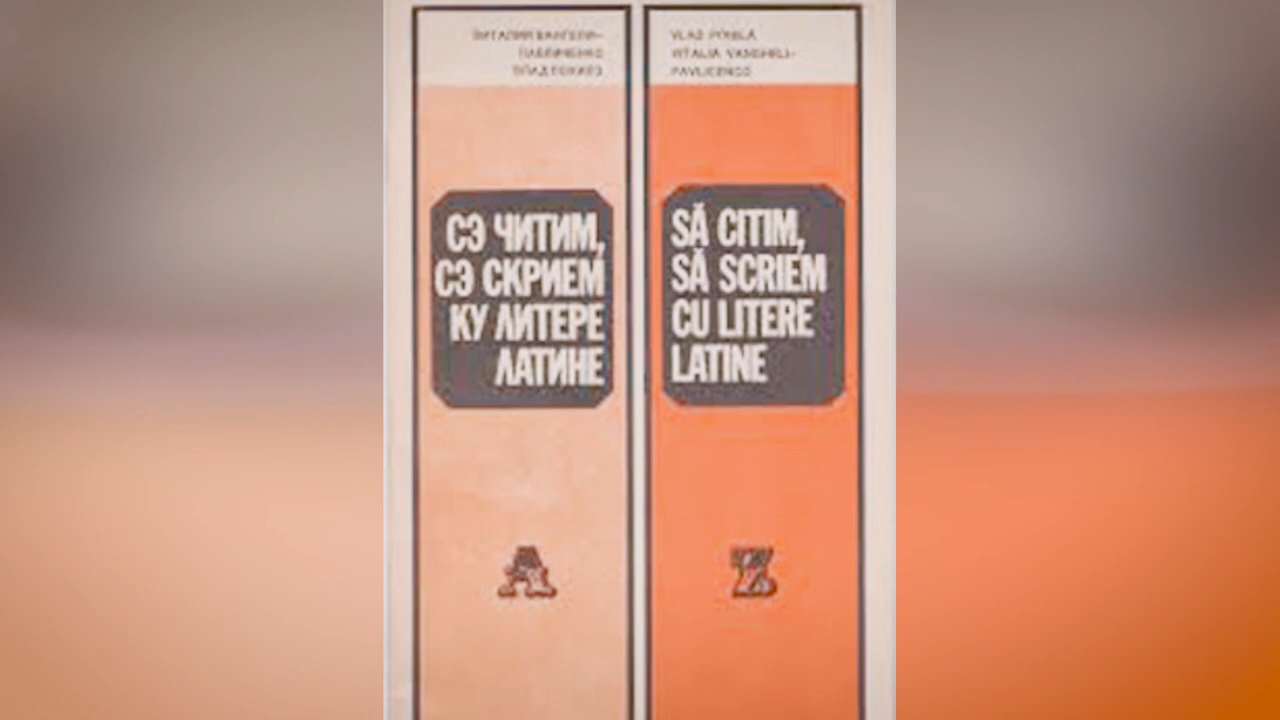 СЭ ЧИТИМ,
СЭ СКРИЕМ
КУ ЛИТЕРЕ
ЛАТИНЕ
A
VLAD POHILĂ
VITALIA VANGHELI-
PAVLICENCO
SĂ CITIM,
SĂ SCRIEM
CU LITERE
LATINE
Z